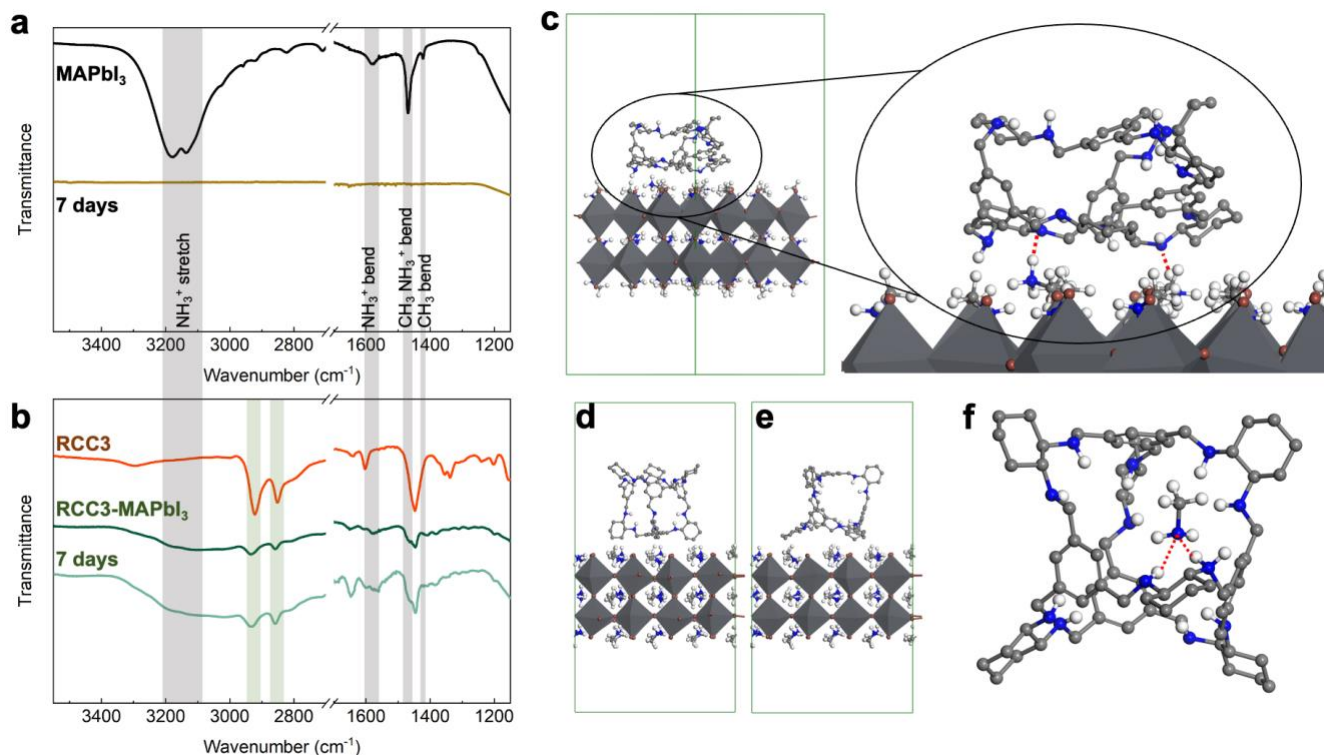 a
MAPbI₃
7 days
Transmittance
NH₃⁺ stretch
NH₃⁺ bend
CH₃ NH₃⁺ bend
CH₃ bend
3400 3200 3000 2800 1600 1400 1200
Wavenumber (cm⁻¹)
b
RCC3
RCC3-MAPbI₃
7 days
Transmittance
3400 3200 3000 2800 1600 1400 1200
Wavenumber (cm⁻¹)
c
d
e
f